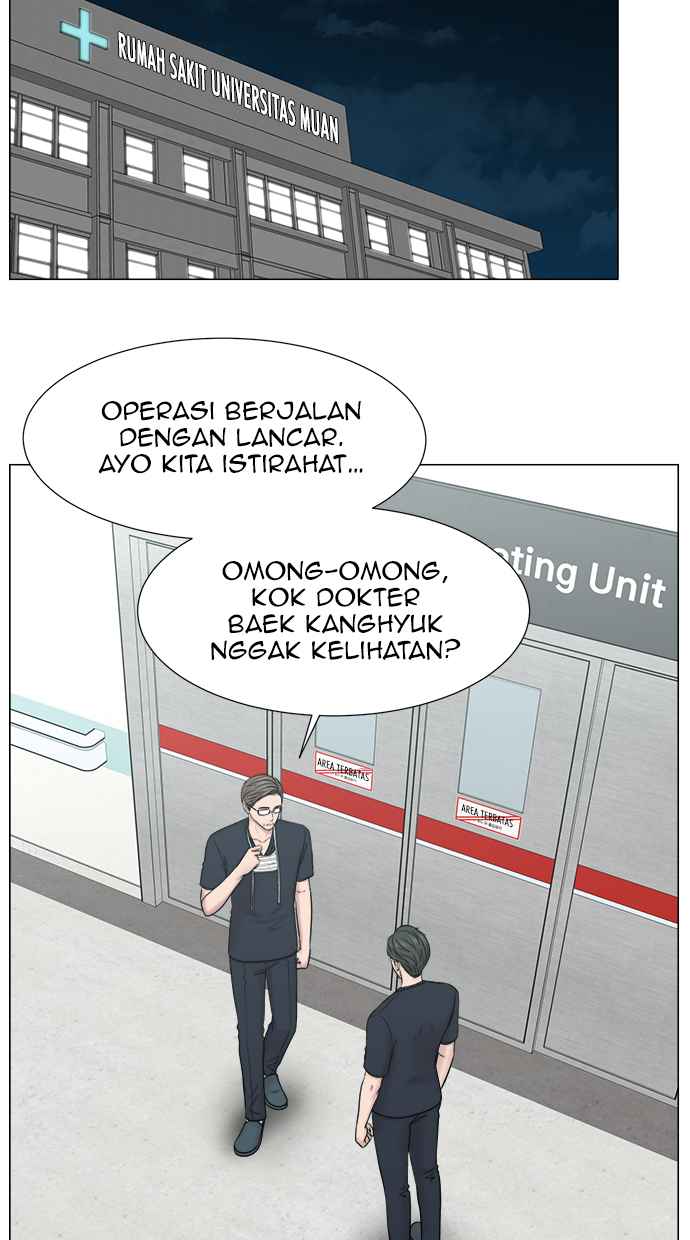 RUMAH SAKIT UNIVERSITAS MUAN
OPERASI BERJALAN
DENGAN LANCAR.
AYO KITA ISTIRAHAT...
OMONG-OMONG,
KOK DOKTER
BAEK KANGHYUK
NGGAK KELIHATAN?
ting Unit
AREA TERBATAS
AREA TERBATAS